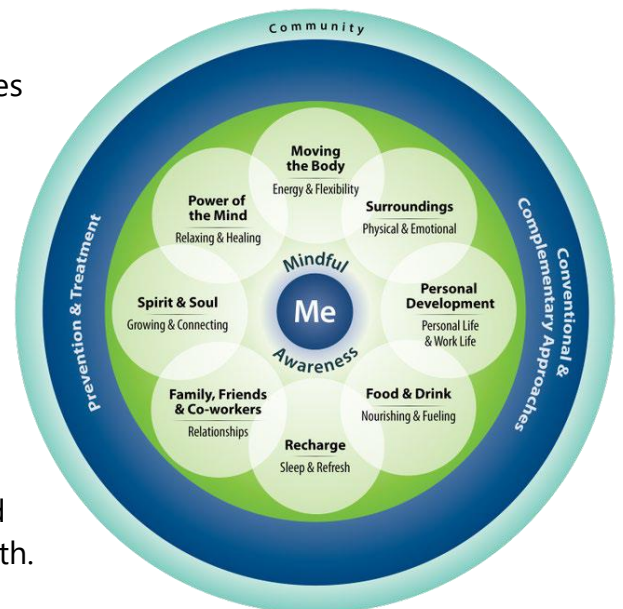 Community
es
Moving
the Body
Energy & Flexibility
Power of
the Mind
Relaxing & Healing
Surroundings
Physical & Emotional
Mindful
Me
Awareness
Prevention & Treatment
Conventional &
Complementary Approaches
Spirit & Soul
Growing & Connecting
Personal
Development
Personal Life
& Work Life
Family, Friends
& Co-workers
Relationships
Food & Drink
Nourishing & Fueling
Recharge
Sleep & Refresh
d
th.